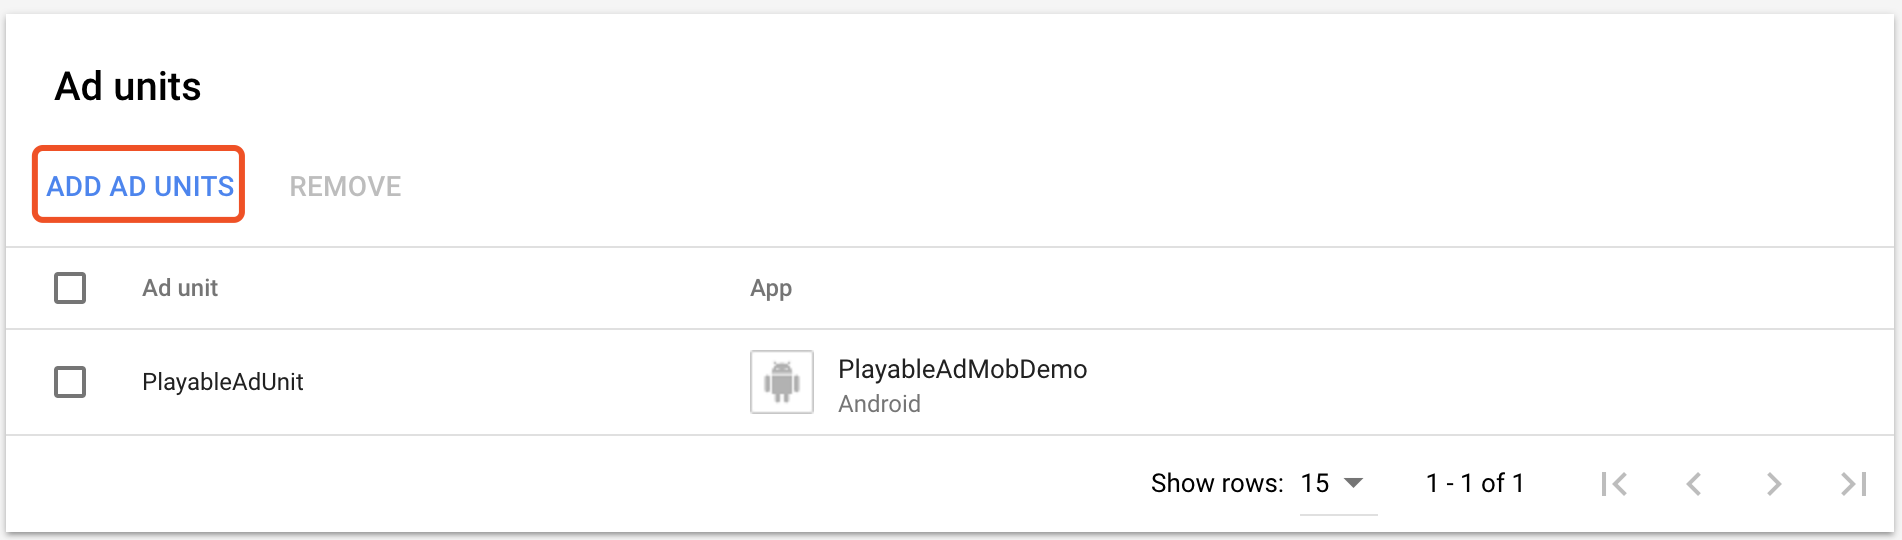 Ad units
ADD AD UNITS REMOVE
Ad unit App
PlayableAdUnit PlayableAdMobDemo
Android
Show rows: 15 1 - 1 of 1